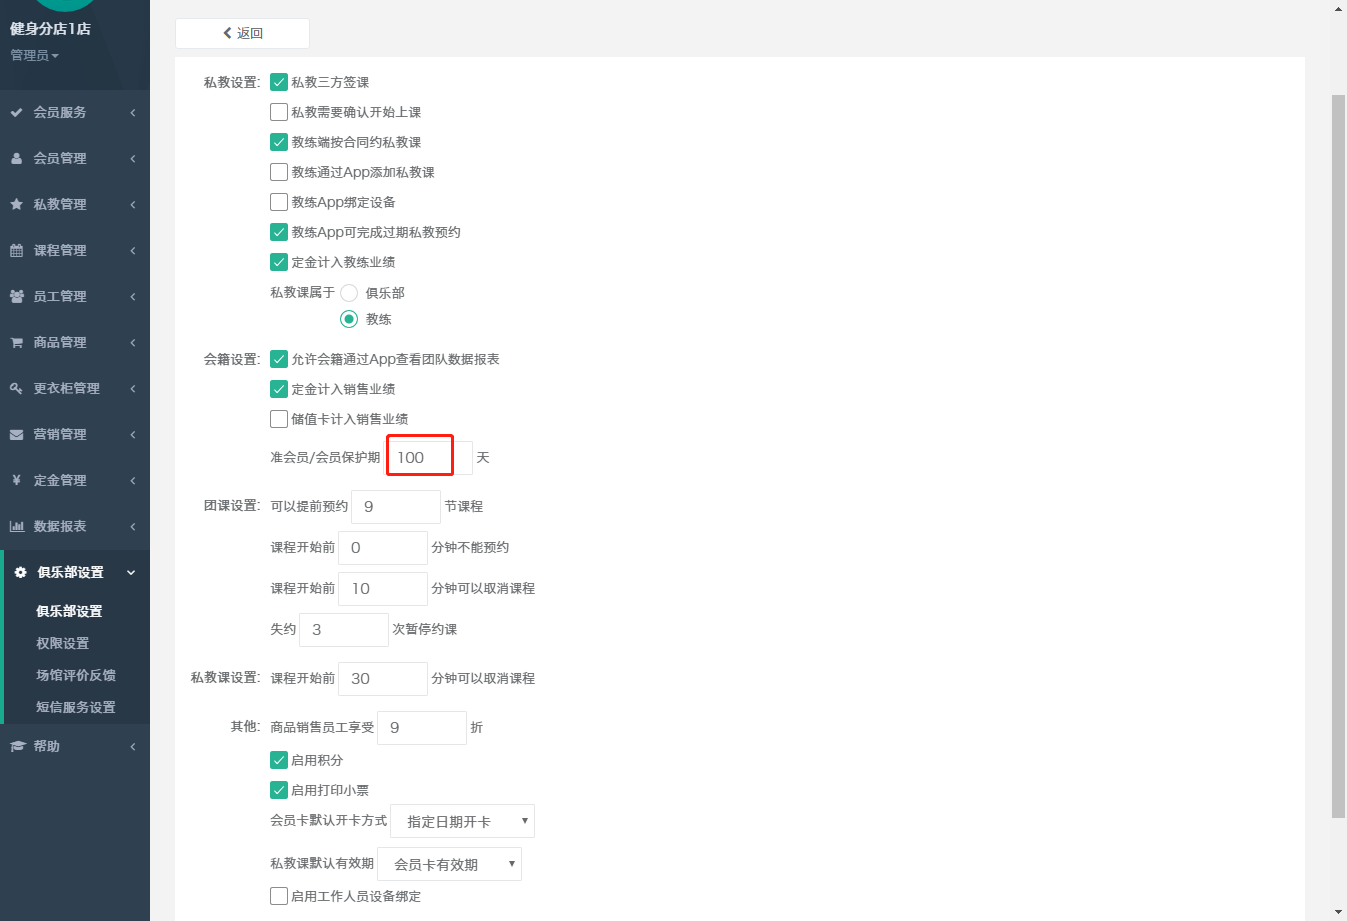 健身分店1店
管理员
会员服务
会员管理
私教管理
课程管理
员工管理
商品管理
更衣柜管理
营销管理
定金管理
数据报表
俱乐部设置
俱乐部设置
权限设置
场馆评价反馈
短信服务设置
帮助
返回
私教设置: 私教三方签课
私教需要确认开始上课
教练端按合同约私教课
教练通过App添加私教课
教练App绑定设备
教练App可完成过期私教预约
定金计入教练业绩
私教课属于 俱乐部
教练
会籍设置: 允许会籍通过App查看团队数据报表
定金计入销售业绩
储值卡计入销售业绩
准会员/会员保护期 100 天
团课设置: 可以提前预约 9 节课程
课程开始前 0 分钟不能预约
课程开始前 10 分钟可以取消课程
失约 3 次暂停约课
私教课设置: 课程开始前 30 分钟可以取消课程
其他: 商品销售员工享受 9 折
启用积分
启用打印小票
会员卡默认开卡方式 指定日期开卡
私教课默认有效期 会员卡有效期
启用工作人员设备绑定